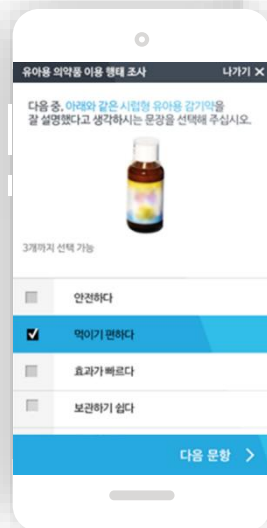 유아용 의약품 이용 행태 조사
나가기 ✕
다음 중, 아래와 같은 시럽형 유아용 감기약을
잘 설명했다고 생각하시는 문장을 선택해 주십시오.
3개까지 선택 가능
안전하다
먹이기 편하다
효과가 빠르다
보관하기 쉽다
다음 문항 >